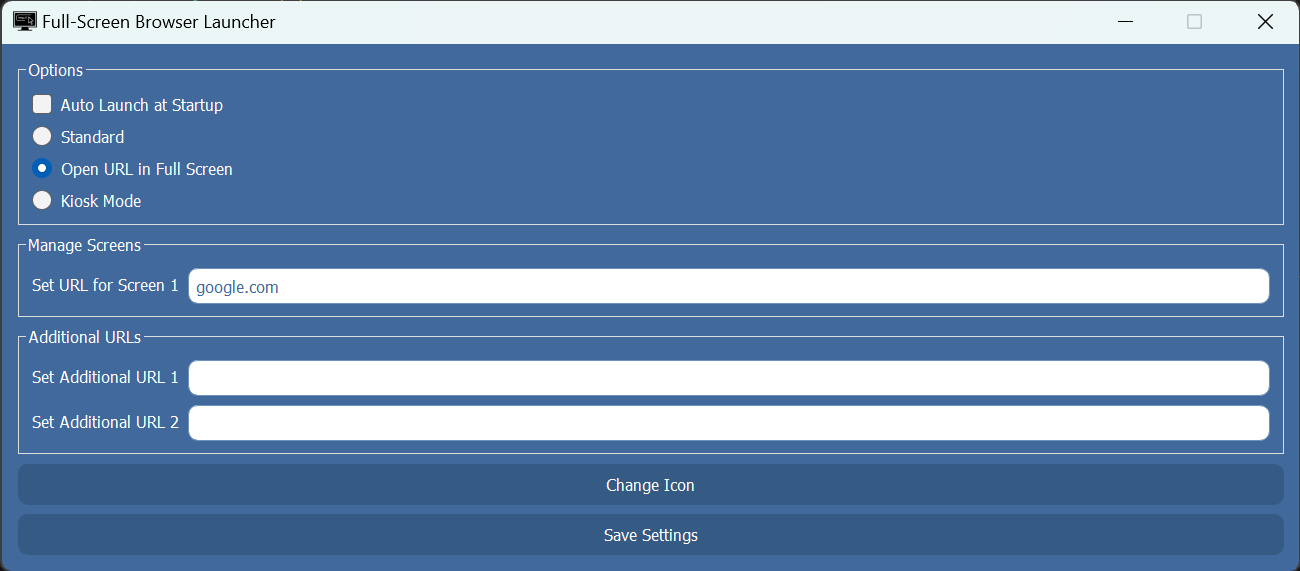 Full-Screen Browser Launcher
Options
Auto Launch at Startup
Standard
Open URL in Full Screen
Kiosk Mode
Manage Screens
Set URL for Screen 1 google.com
Additional URLs
Set Additional URL 1
Set Additional URL 2
Change Icon
Save Settings